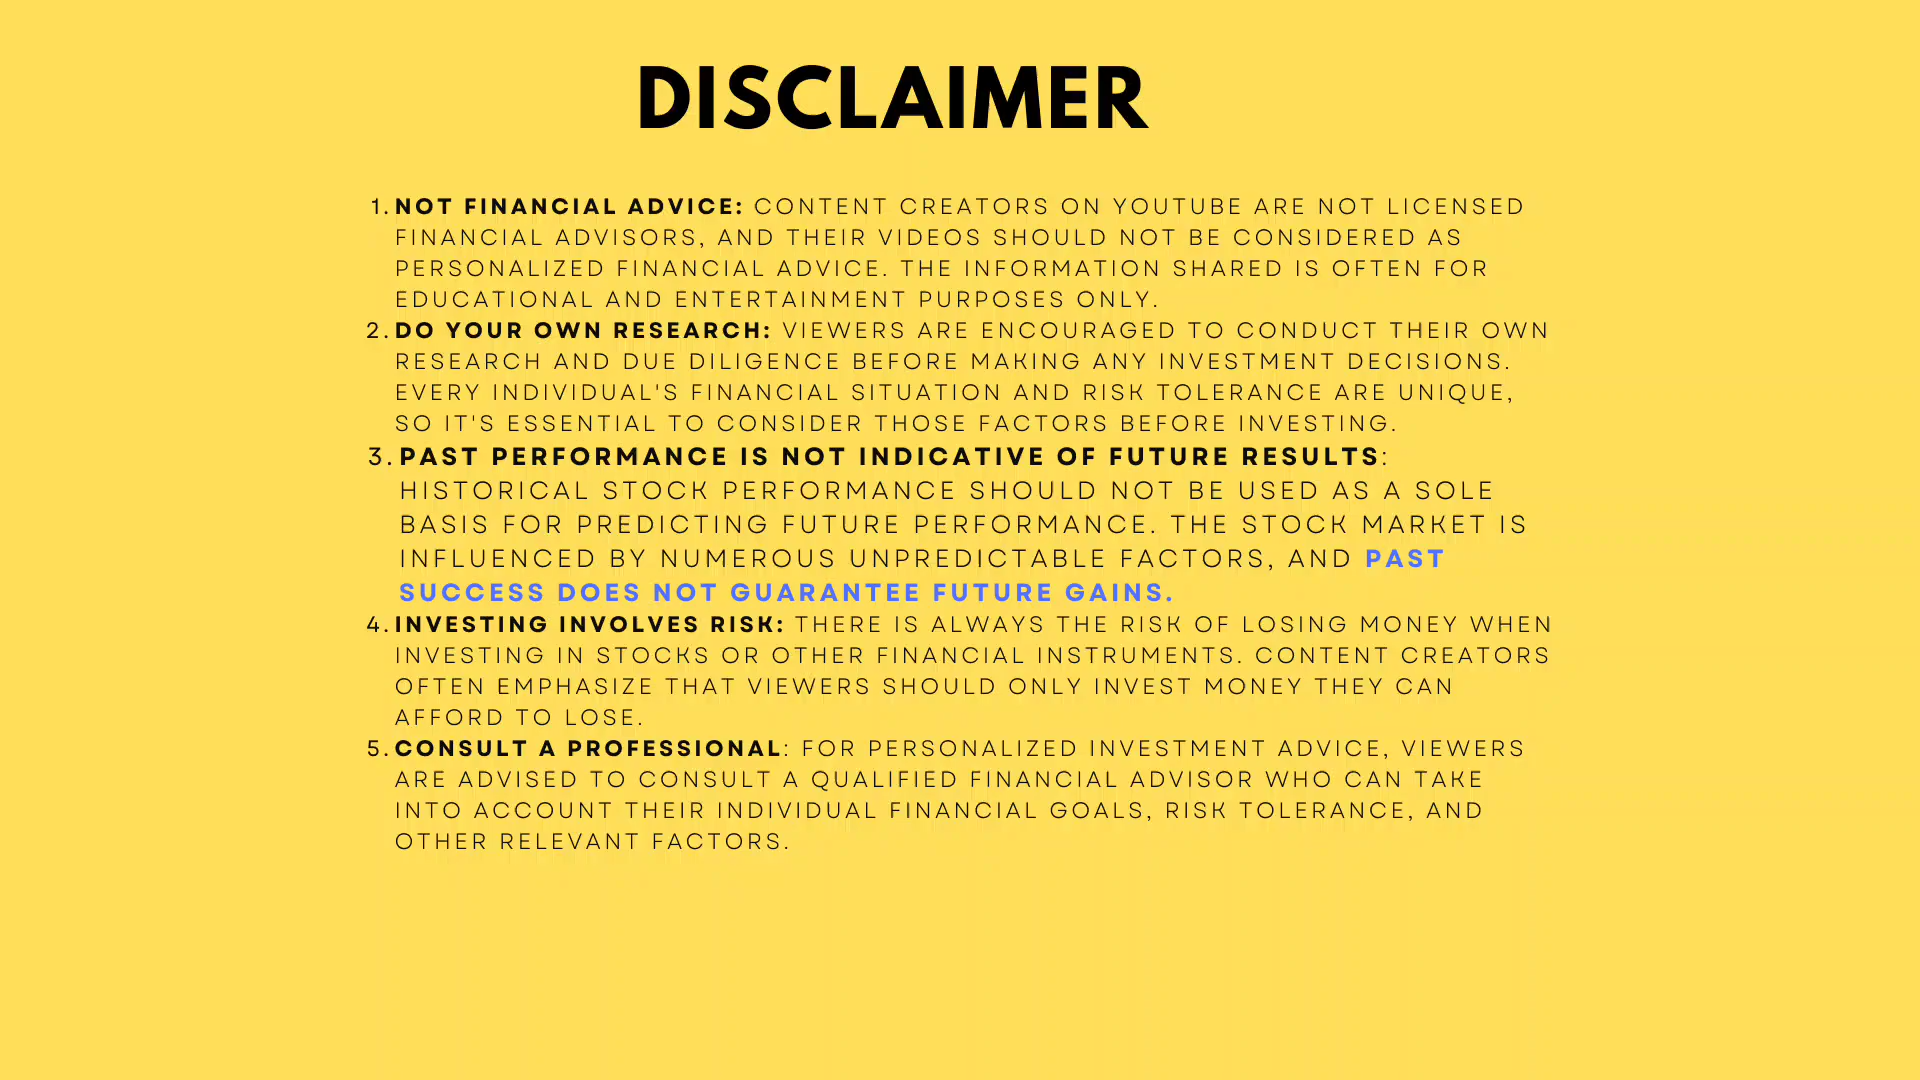 DISCLAIMER
1. NOT FINANCIAL ADVICE: CONTENT CREATORS ON YOUTUBE ARE NOT LICENSED
FINANCIAL ADVISORS, AND THEIR VIDEOS SHOULD NOT BE CONSIDERED AS
PERSONALIZED FINANCIAL ADVICE. THE INFORMATION SHARED IS OFTEN FOR
EDUCATIONAL AND ENTERTAINMENT PURPOSES ONLY.
2. DO YOUR OWN RESEARCH: VIEWERS ARE ENCOURAGED TO CONDUCT THEIR OWN
RESEARCH AND DUE DILIGENCE BEFORE MAKING ANY INVESTMENT DECISIONS.
EVERY INDIVIDUAL'S FINANCIAL SITUATION AND RISK TOLERANCE ARE UNIQUE,
SO IT'S ESSENTIAL TO CONSIDER THOSE FACTORS BEFORE INVESTING.
3. PAST PERFORMANCE IS NOT INDICATIVE OF FUTURE RESULTS:
HISTORICAL STOCK PERFORMANCE SHOULD NOT BE USED AS A SOLE
BASIS FOR PREDICTING FUTURE PERFORMANCE. THE STOCK MARKET IS
INFLUENCED BY NUMEROUS UNPREDICTABLE FACTORS, AND PAST
SUCCESS DOES NOT GUARANTEE FUTURE GAINS.
4. INVESTING INVOLVES RISK: THERE IS ALWAYS THE RISK OF LOSING MONEY WHEN
INVESTING IN STOCKS OR OTHER FINANCIAL INSTRUMENTS. CONTENT CREATORS
OFTEN EMPHASIZE THAT VIEWERS SHOULD ONLY INVEST MONEY THEY CAN
AFFORD TO LOSE.
5. CONSULT A PROFESSIONAL: FOR PERSONALIZED INVESTMENT ADVICE, VIEWERS
ARE ADVISED TO CONSULT A QUALIFIED FINANCIAL ADVISOR WHO CAN TAKE
INTO ACCOUNT THEIR INDIVIDUAL FINANCIAL GOALS, RISK TOLERANCE, AND
OTHER RELEVANT FACTORS.